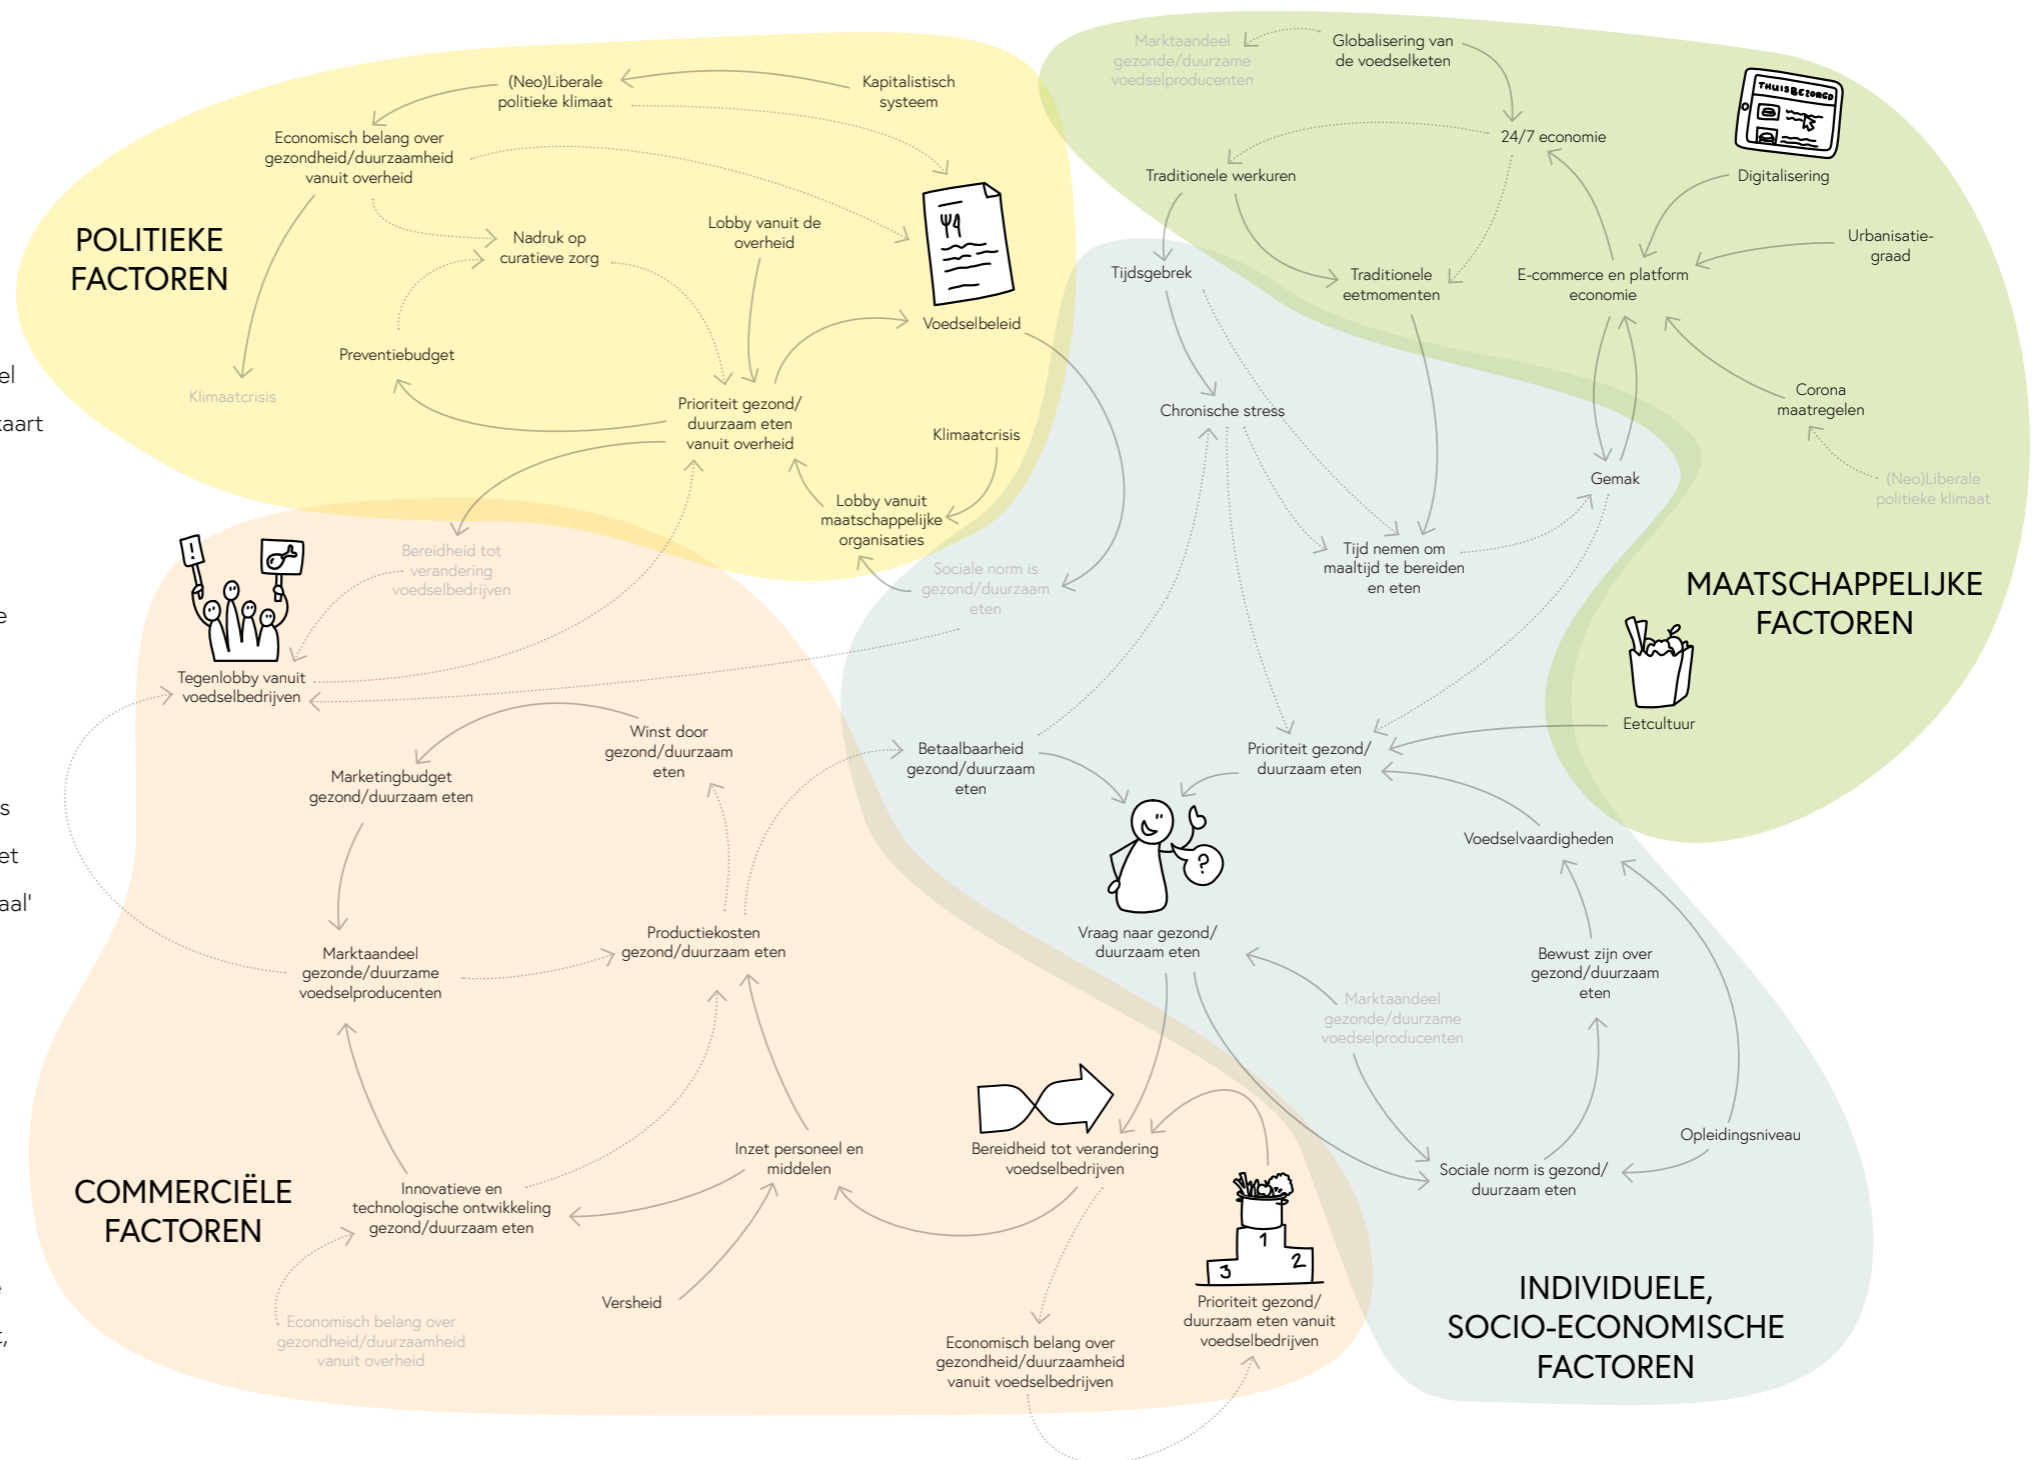 el
kaart
e
s
et
aal'
e
t,
POLITIEKE
FACTOREN
(Neo)Liberale
politieke klimaat
Kapitalistisch
systeem
Economisch belang over
gezondheid/duurzaamheid
vanuit overheid
Nadruk op
curatieve zorg
Lobby vanuit de
overheid
Voedselbeleid
Preventiebudget
Klimaatcrisis
Prioriteit gezond/
duurzaam eten
vanuit overheid
Klimaatcrisis
Lobby vanuit
maatschappelijke
organisaties
Marktaandeel
gezonde/duurzame
voedselproducenten
Globalisering van
de voedselketen
THUISBEZORGD
24/7 economie
Traditionele werkuren
Digitalisering
Urbanisatie-
graad
Traditionele
eetmomenten
E-commerce en platform
economie
Corona
maatregelen
(Neo)Liberale
politieke klimaat
MAATSCHAPPELIJKE
FACTOREN
Eetcultuur
Tijdsgebrek
Chronische stress
Gemak
Tijd nemen om
maaltijd te bereiden
en eten
Sociale norm is
gezond/duurzaam
eten
Betaalbaarheid
gezond/duurzaam
eten
Prioriteit gezond/
duurzaam eten
Voedselvaardigheden
?
Vraag naar gezond/
duurzaam eten
Bewust zijn over
gezond/duurzaam
eten
Marktaandeel
gezonde/duurzame
voedselproducenten
Opleidingsniveau
Sociale norm is gezond/
duurzaam eten
INDIVIDUELE,
SOCIO-ECONOMISCHE
FACTOREN
!
Bereidheid tot
verandering
voedselbedrijven
Tegenlobby vanuit
voedselbedrijven
Winst door
gezond/duurzaam
eten
Marketingbudget
gezond/duurzaam eten
Productiekosten
gezond/duurzaam eten
Marktaandeel
gezonde/duurzame
voedselproducenten
Inzet personeel en
middelen
Bereidheid tot verandering
voedselbedrijven
COMMERCIËLE
FACTOREN
Innovatieve en
technologische ontwikkeling
gezond/duurzaam eten
1
2
3
Versheid
Prioriteit gezond/
duurzaam eten vanuit
voedselbedrijven
Economisch belang over
gezondheid/duurzaamheid
vanuit overheid
Economisch belang over
gezondheid/duurzaamheid
vanuit voedselbedrijven